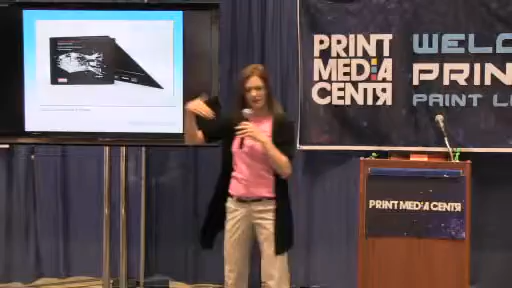 PRINT
MEDIA
CENTR
WELC
PRIN
PAINT L
PRINT MEDIA CENTR